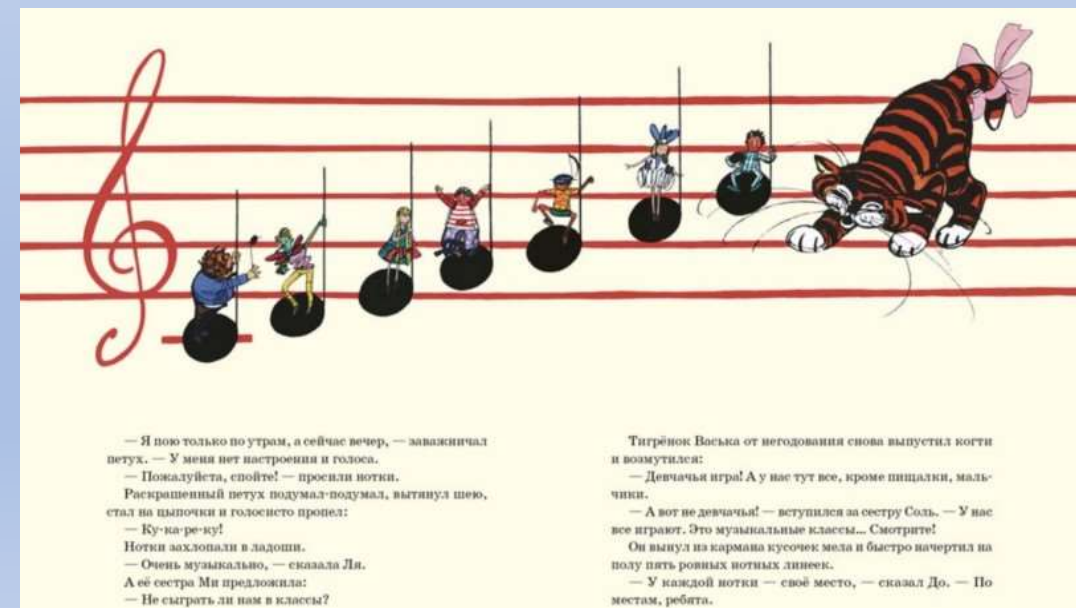 — Я пою только по утрам, а сейчас вечер, — заважничал
петух. — У меня нет настроения и голоса.
— Пожалуйста, спойте! — просили нотки.
Раскрашенный петух подумал-подумал, вытянул шею,
стал на цыпочки и голосисто пропел:
— Ку-ка-ре-ку!
Нотки захлопали в ладоши.
— Очень музыкально, — сказала Ля.
А её сестра Ми предложила:
— Не сыграть ли нам в классы?
Тигрёнок Васька от негодования снова выпустил когти
и возмутился:
— Девчачья игра! А у нас тут все, кроме пищалки, маль-
чики.
— А вот не девчачья! — вступился за сестру Соль. — У нас
все играют. Это музыкальные классы... Смотрите!
Он вынул из кармана кусочек мела и быстро начертил на
полу пять ровных нотных линеек.
— У каждой нотки — своё место, — сказал До. — По
местам, ребята.